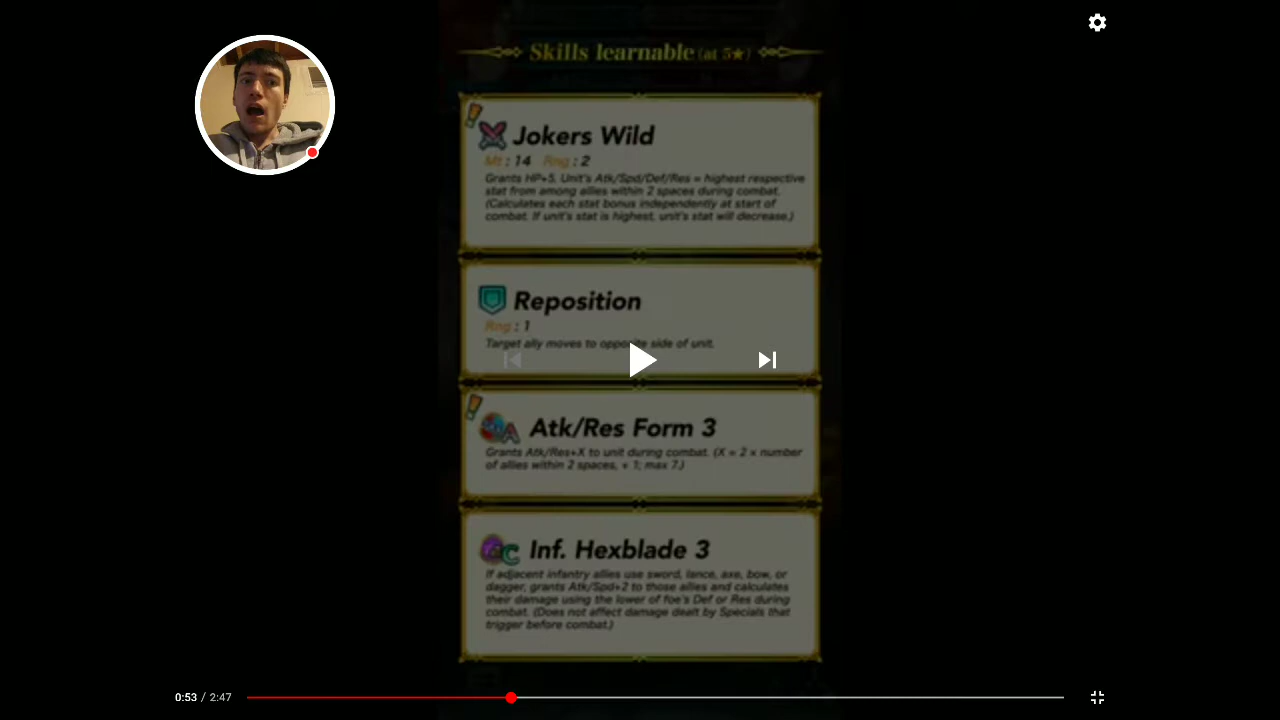 Skills learnable (at 5★)
Jokers Wild
Mt : 14 Rng : 2
Grants HP+5. Unit's Atk/Spd/Def/Res = highest respective
stat from among allies within 2 spaces during combat.
(Calculates each stat bonus independently at start of
combat. If unit's stat is highest, unit's stat will decrease.)
Reposition
Rng : 1
Target ally moves to opposite side of unit.
Atk/Res Form 3
Grants Atk/Res+X to unit during combat. (X = 2 × number
of allies within 2 spaces, + 1; max 7.)
Inf. Hexblade 3
If adjacent infantry allies use sword, lance, axe, bow, or
dagger, grants Atk/Spd+2 to those allies and calculates
their damage using the lower of foe's Def or Res during
combat. (Does not affect damage dealt by Specials that
trigger before combat.)
0:53 / 2:47